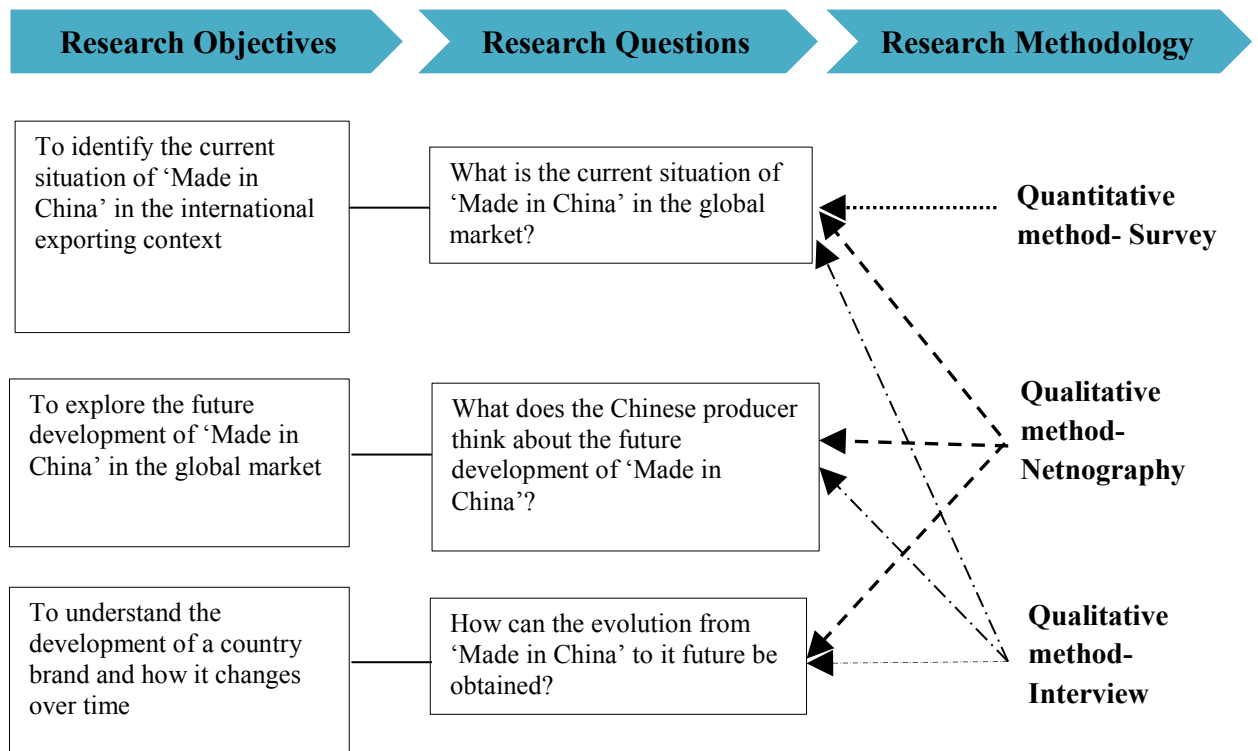 Research Objectives
Research Questions
Research Methodology
To identify the current
situation of ‘Made in
China’ in the international
exporting context
What is the current situation of
‘Made in China’ in the global
market?
Quantitative
method- Survey
To explore the future
development of ‘Made in
China’ in the global market
What does the Chinese producer
think about the future
development of ‘Made in
China’?
Qualitative
method-
Netnography
To understand the
development of a country
brand and how it changes
over time
How can the evolution from
‘Made in China’ to it future be
obtained?
Qualitative
method-
Interview